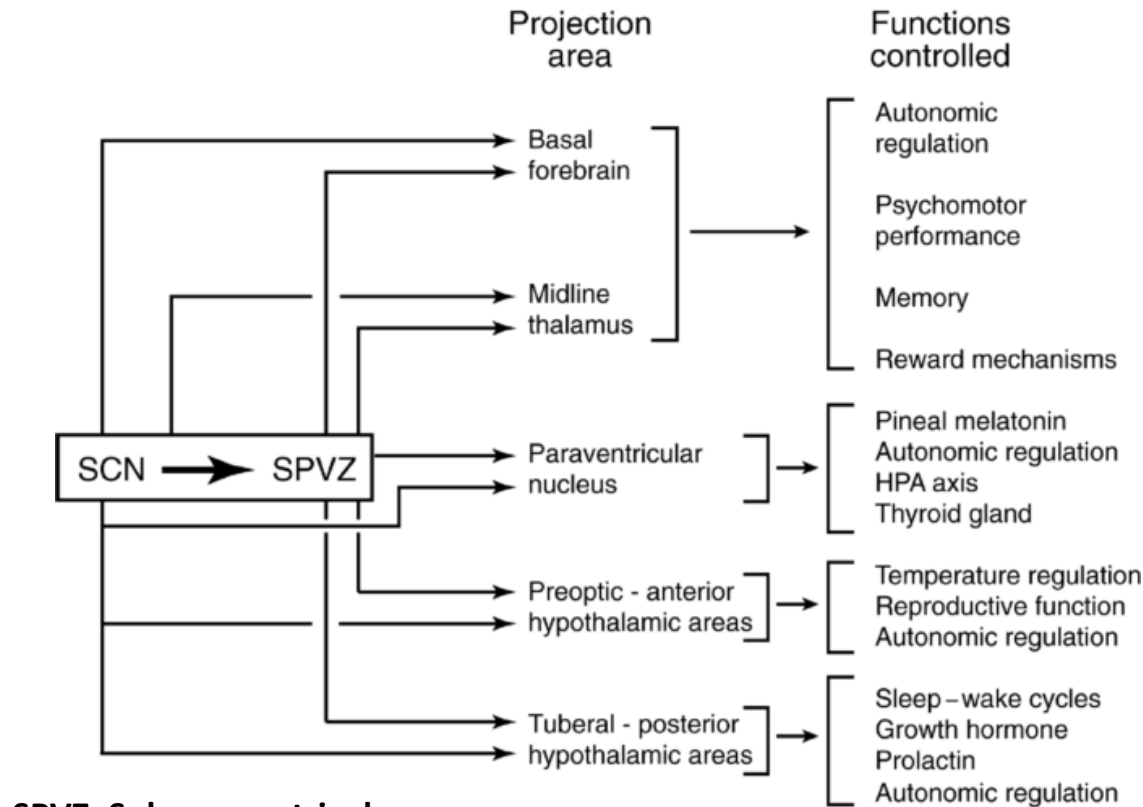 Projection
area
Functions
controlled
Basal
forebrain
Autonomic
regulation
Psychomotor
performance
Midline
thalamus
Memory
Reward mechanisms
SCN
SPVZ
Paraventricular
nucleus
Pineal melatonin
Autonomic regulation
HPA axis
Thyroid gland
Preoptic - anterior
hypothalamic areas
Temperature regulation
Reproductive function
Autonomic regulation
Tuberal - posterior
hypothalamic areas
Sleep–wake cycles
Growth hormone
Prolactin
Autonomic regulation